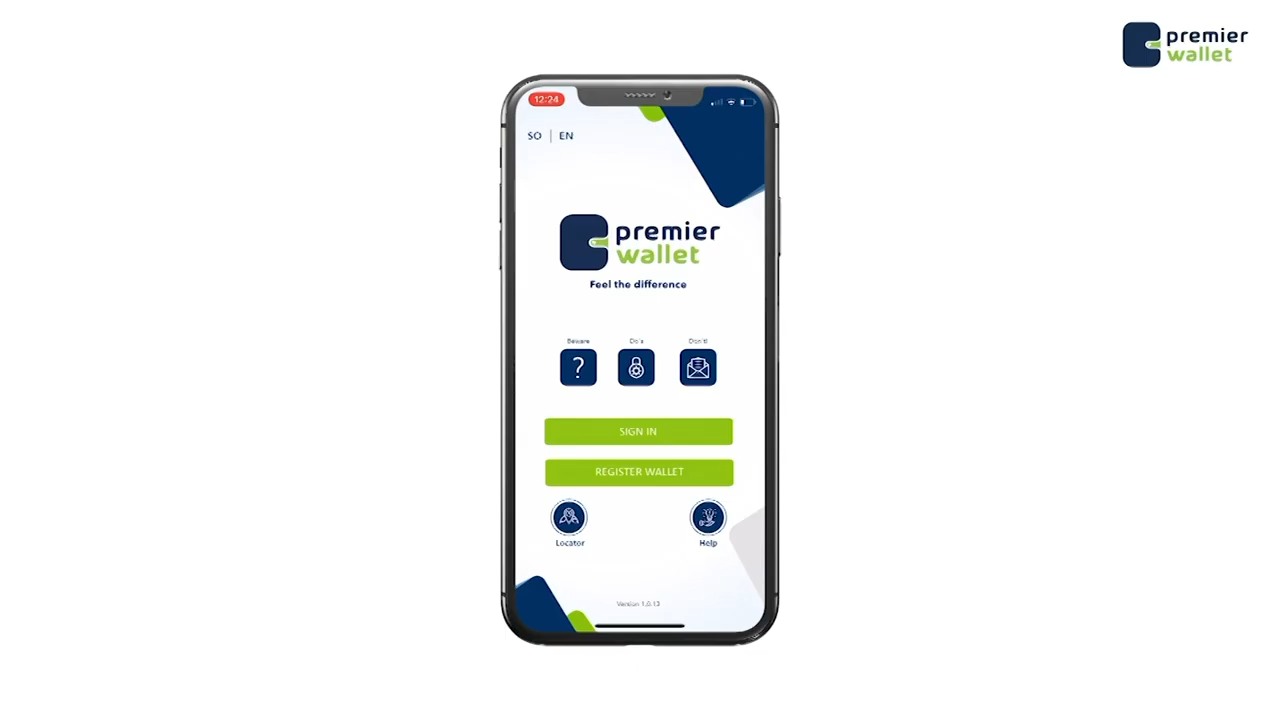 premier
wallet
12:24
SO | EN
premier
wallet
Feel the difference
Beware
Do's
Don't!
?
SIGN IN
REGISTER WALLET
Locator
Help
Version 1.0.13